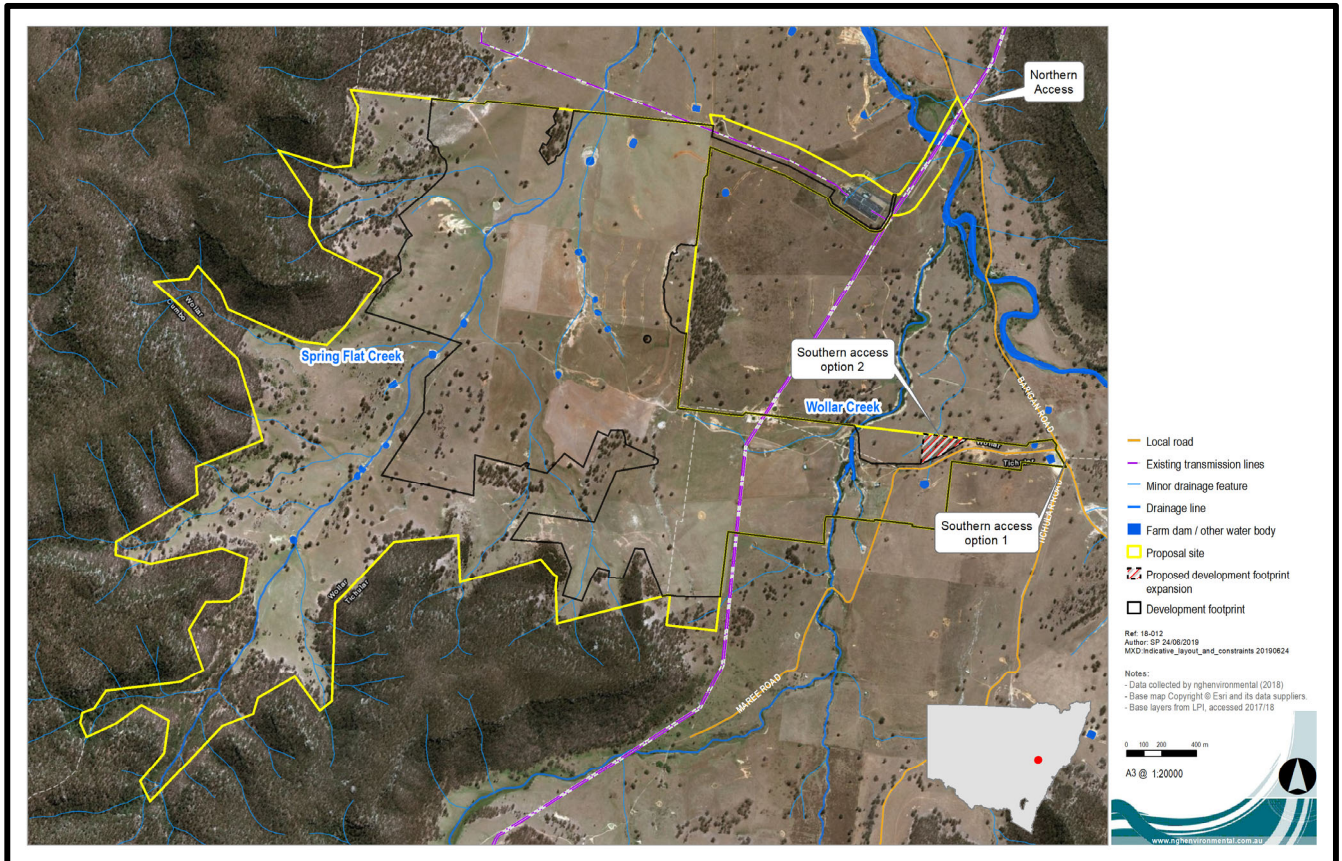 Northern
Access
Wollar
Cumbo
Spring Flat Creek
Southern access
option 2
Wollar Creek
BARIGAN ROAD
Wollar
Tichular
Southern access
option 1
TICHULAR ROAD
Wollar
Tichular
MAREE ROAD
Local road
Existing transmission lines
Minor drainage feature
Drainage line
Farm dam / other water body
Proposal site
Proposed development footprint
expansion
Development footprint
Ref: 18-012
Author: SP 24/06/2019
MXD:Indicative_layout_and_constraints 20190624
Notes:
- Data collected by nghenvironmental (2018)
- Base map Copyright © Esri and its data suppliers.
- Base layers from LPI, accessed 2017/18
0 100 200 400 m
A3 @ 1:20000
www.nghenvironmental.com.au